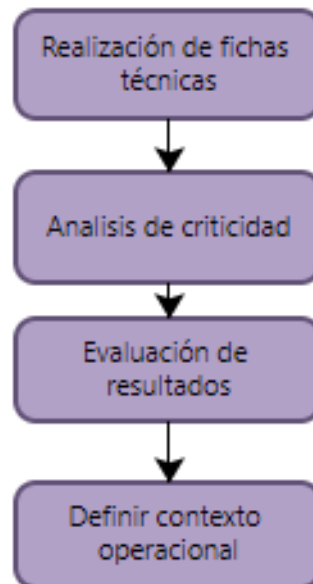 Realización de fichas
técnicas
Analisis de criticidad
Evaluación de
resultados
Definir contexto
operacional